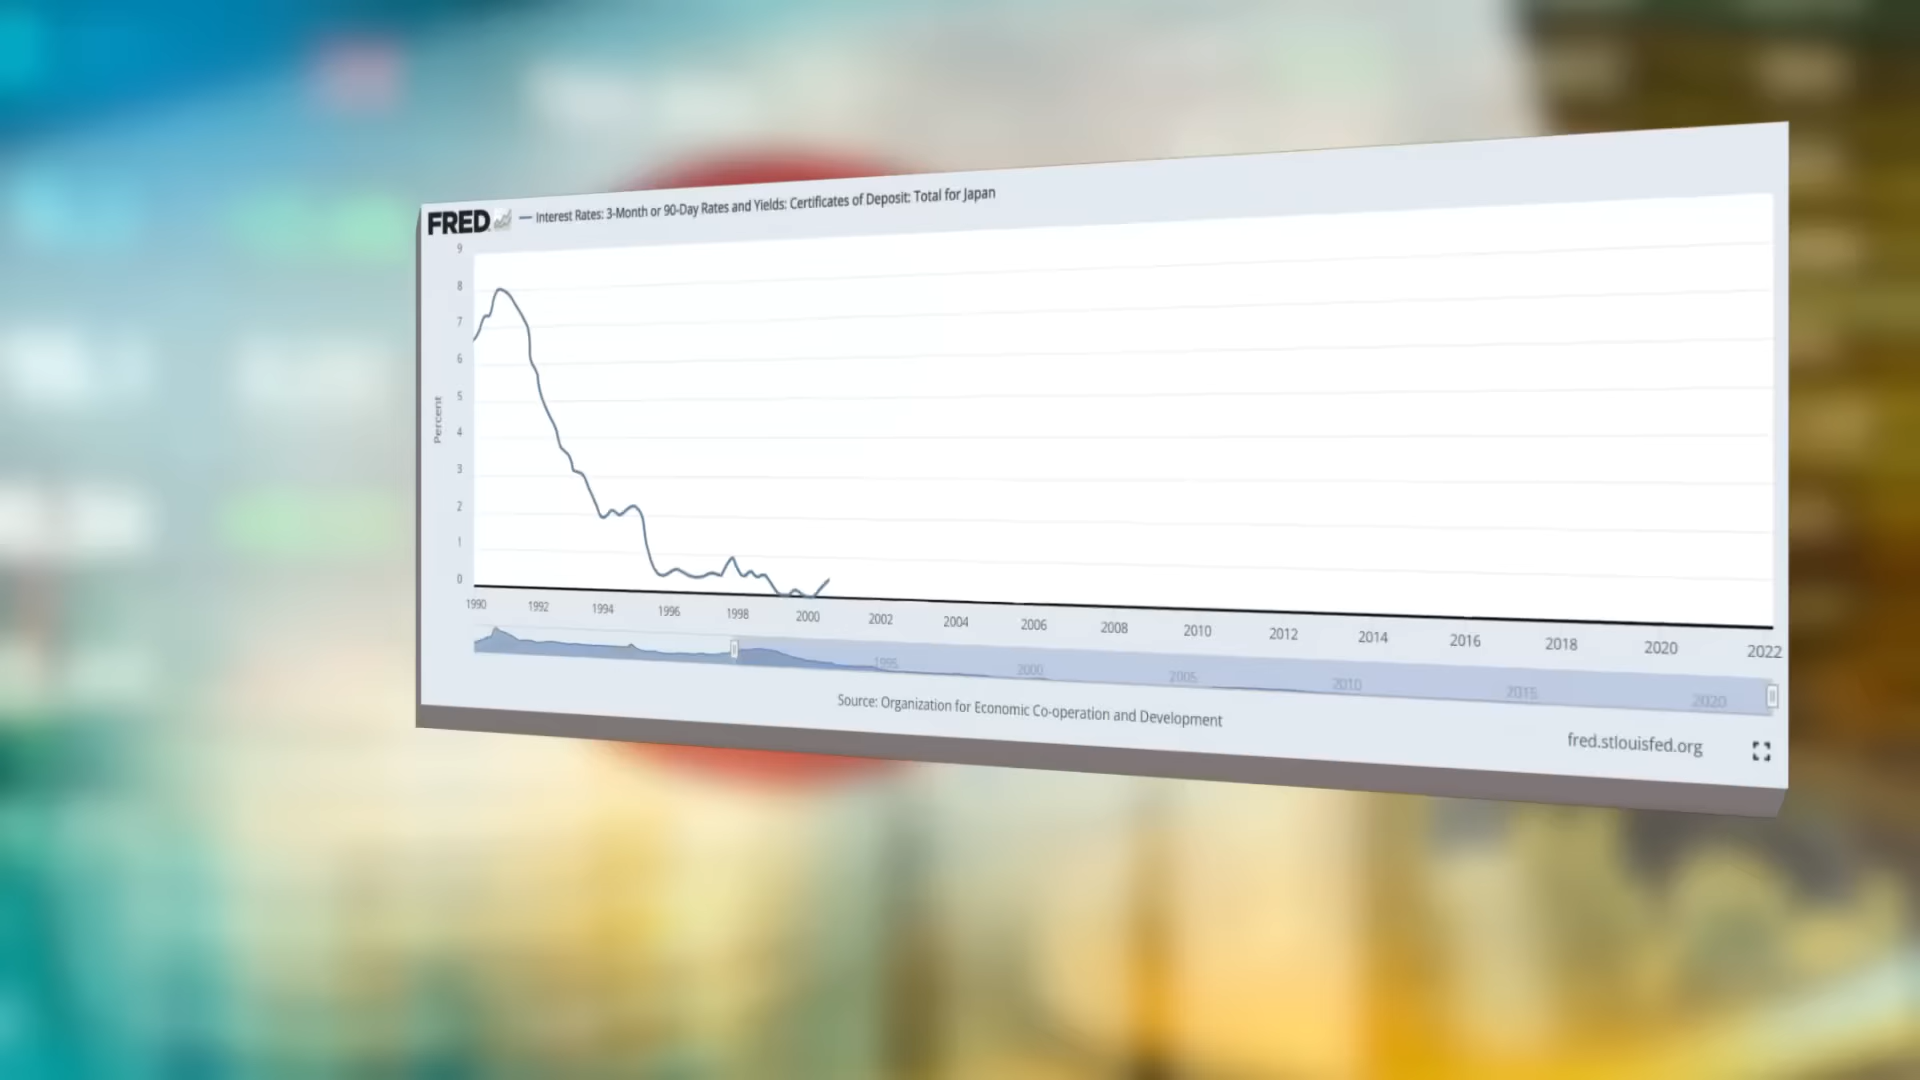 FRED — Interest Rates: 3-Month or 90-Day Rates and Yields: Certificates of Deposit: Total for Japan
9
8
7
6
5
4
3
2
1
0
Percent
1990 1992 1994 1996 1998 2000 2002 2004 2006 2008 2010 2012 2014 2016 2018 2020 2022
1995 2000 2005 2010 2015 2020
Source: Organization for Economic Co-operation and Development
fred.stlouisfed.org